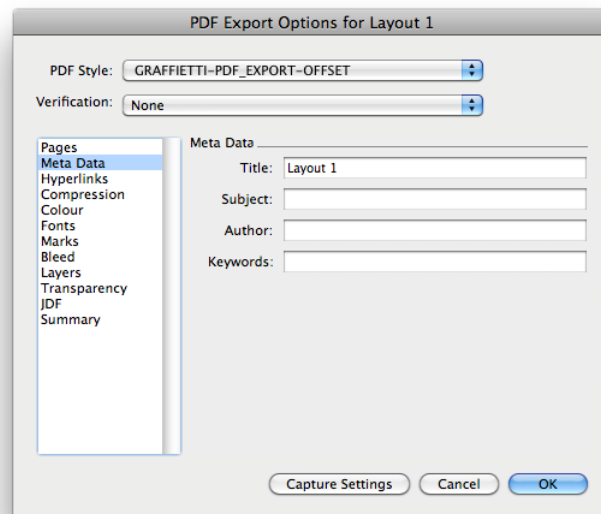 PDF Export Options for Layout 1
PDF Style: GRAFFIETTI-PDF_EXPORT-OFFSET
Verification: None
Pages
Meta Data
Hyperlinks
Compression
Colour
Fonts
Marks
Bleed
Layers
Transparency
JDF
Summary
Meta Data
Title: Layout 1
Subject:
Author:
Keywords:
Capture Settings Cancel OK